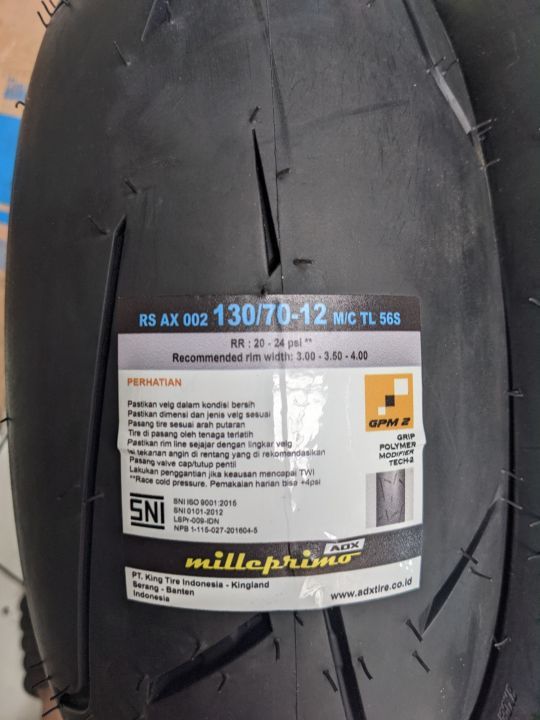 RS AX 002 130/70-12 M/C TL 56S
RR : 20 - 24 psi **
Recommended rim width: 3.00 - 3.50 - 4.00
PERHATIAN
Pastikan velg dalam kondisi bersih
Pastikan dimensi dan jenis velg sesuai
Pasang tire sesuai arah putaran
Tire di pasang oleh tenaga terlatih
Pastikan rim line sejajar dengan lingkar velg
tekanan angin di rentang yang di rekomendasikan
Pasang valve cap/tutup pentil
Lakukan penggantian jika keausan mencapai TWI
**Race cold pressure. Pemakaian harian bisa +4psi
GPM 2
GRIP
POLYMER
MODIFIER
TECH-2
SNI
SNI ISO 9001:2015
SNI 0101-2012
LSPr-009-IDN
NPB 1-115-027-201604-5
milleprimo ADX
PT. King Tire Indonesia - Kingland
Serang - Banten
Indonesia
www.adxtire.co.id